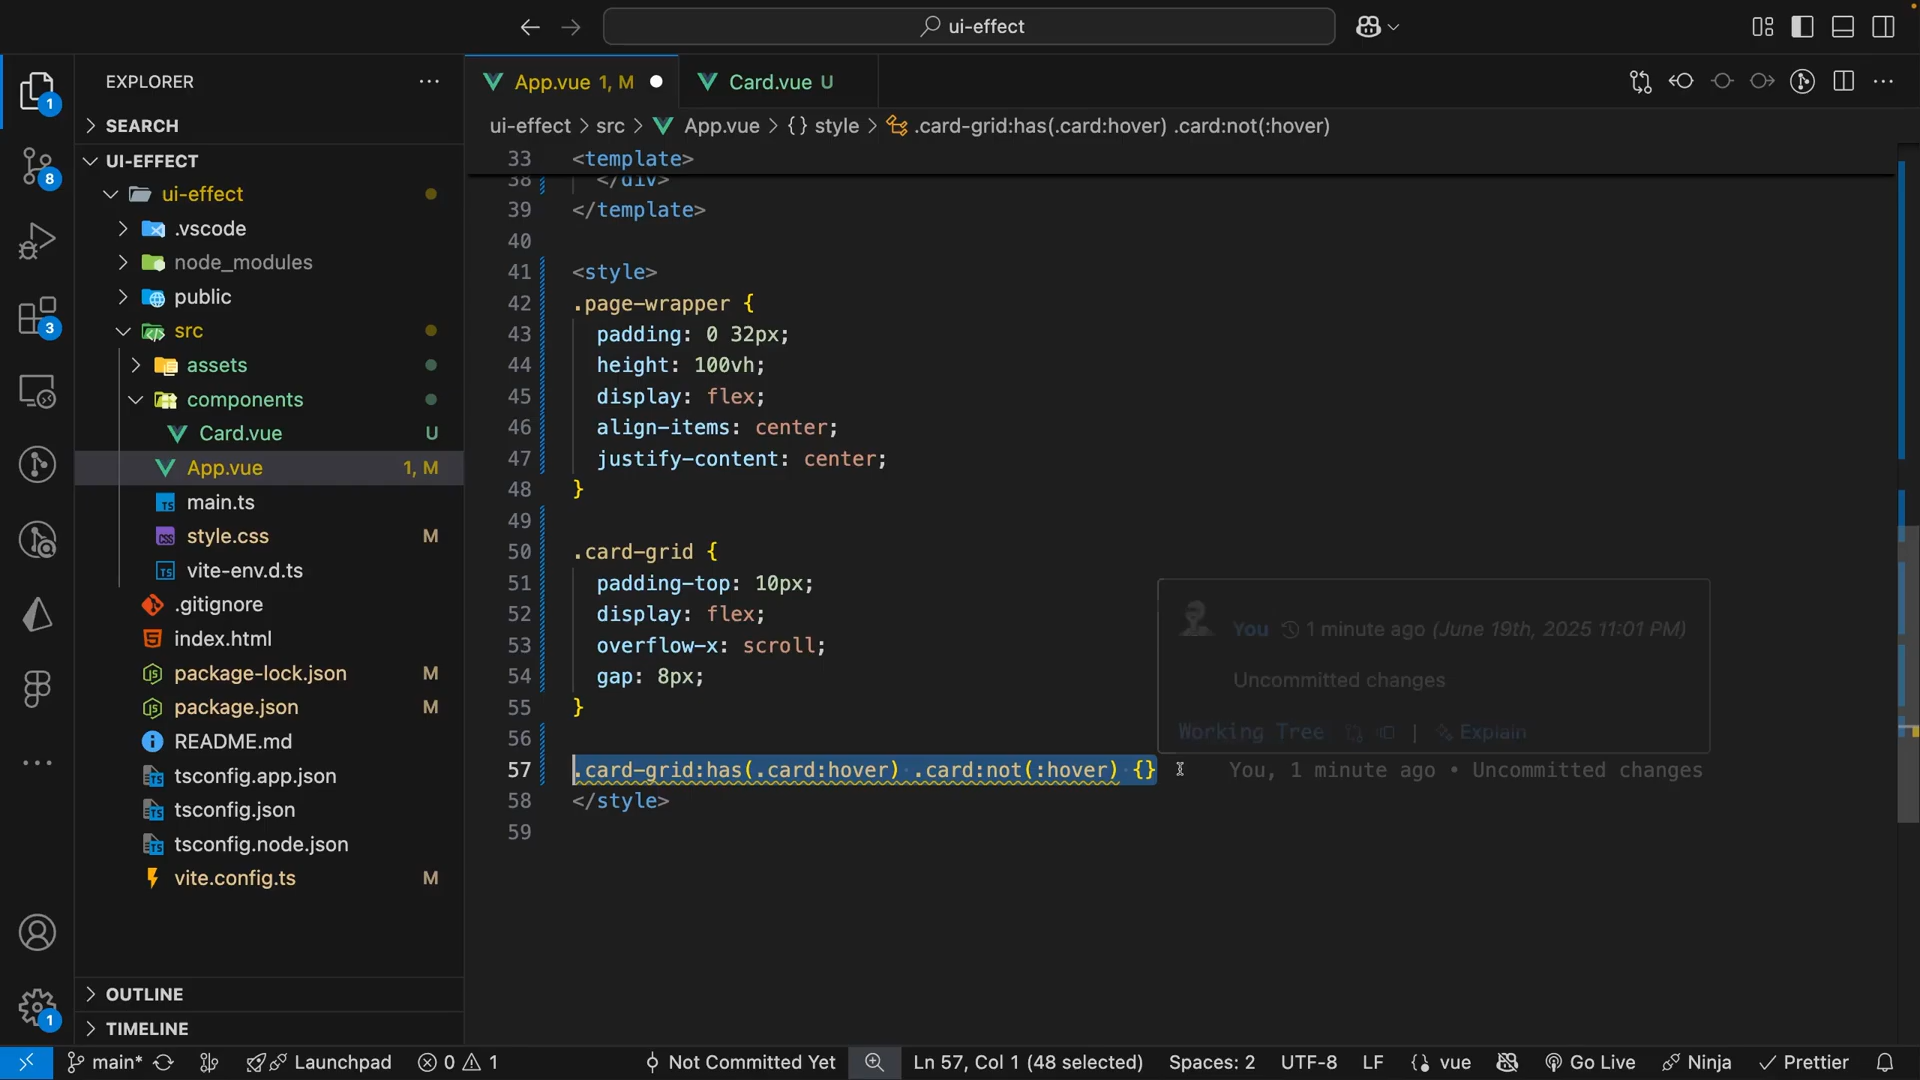 ui-effect
EXPLORER
SEARCH
UI-EFFECT
ui-effect
.vscode
node_modules
public
src
assets
components
Card.vue U
App.vue 1, M
main.ts
style.css M
vite-env.d.ts
.gitignore
index.html
package-lock.json M
package.json M
README.md
tsconfig.app.json
tsconfig.json
tsconfig.node.json
vite.config.ts M
OUTLINE
TIMELINE
1
8
3
1
App.vue 1, M
Card.vue U
ui-effect > src > App.vue > {} style > .card-grid:has(.card:hover) .card:not(:hover)
33 <template>
38 </div>
39 </template>
40
41 <style>
42 .page-wrapper {
43 padding: 0 32px;
44 height: 100vh;
45 display: flex;
46 align-items: center;
47 justify-content: center;
48 }
49
50 .card-grid {
51 padding-top: 10px;
52 display: flex;
53 overflow-x: scroll;
54 gap: 8px;
55 }
56
57 .card-grid:has(.card:hover) .card:not(:hover) {} You, 1 minute ago • Uncommitted changes
58 </style>
59
You 1 minute ago (June 19th, 2025 11:01 PM)
Uncommitted changes
Working Tree | Explain
main* Launchpad 0 1 Not Committed Yet Ln 57, Col 1 (48 selected) Spaces: 2 UTF-8 LF {} vue Go Live Ninja Prettier